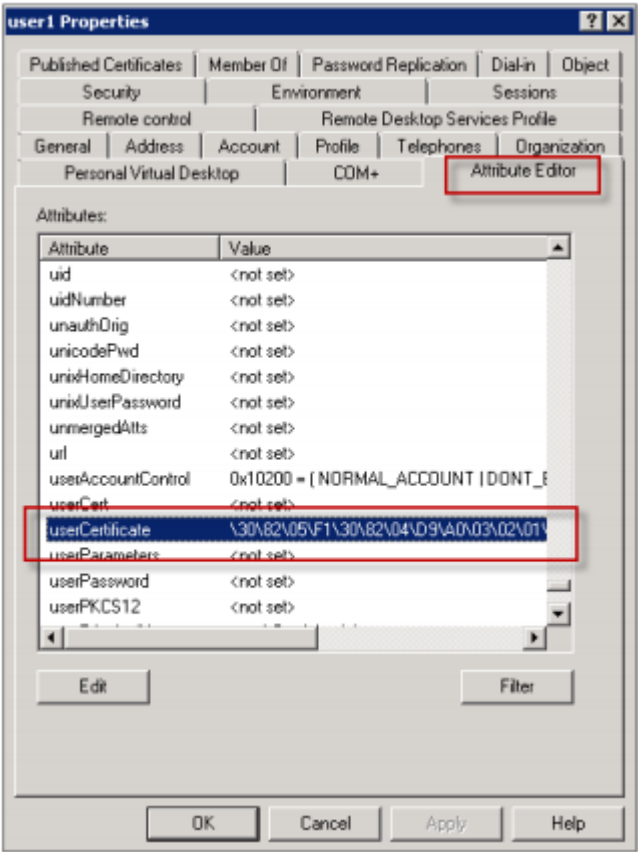 user1 Properties
Published Certificates Member Of Password Replication Dial-in Object
Security Environment Sessions
Remote control Remote Desktop Services Profile
General Address Account Profile Telephones Organization
Personal Virtual Desktop COM+ Attribute Editor
Attributes:
Attribute Value
uid <not set>
uidNumber <not set>
unauthOrig <not set>
unicodePwd <not set>
unixHomeDirectory <not set>
unixUserPassword <not set>
unmergedAtts <not set>
url <not set>
userAccountControl 0x10200 = ( NORMAL_ACCOUNT | DONT_E
userCert <not set>
userCertificate \30\82\05\F1\30\82\04\D9\A0\03\02\01\
userParameters <not set>
userPassword <not set>
userPKCS12 <not set>
Edit Filter
OK Cancel Apply Help